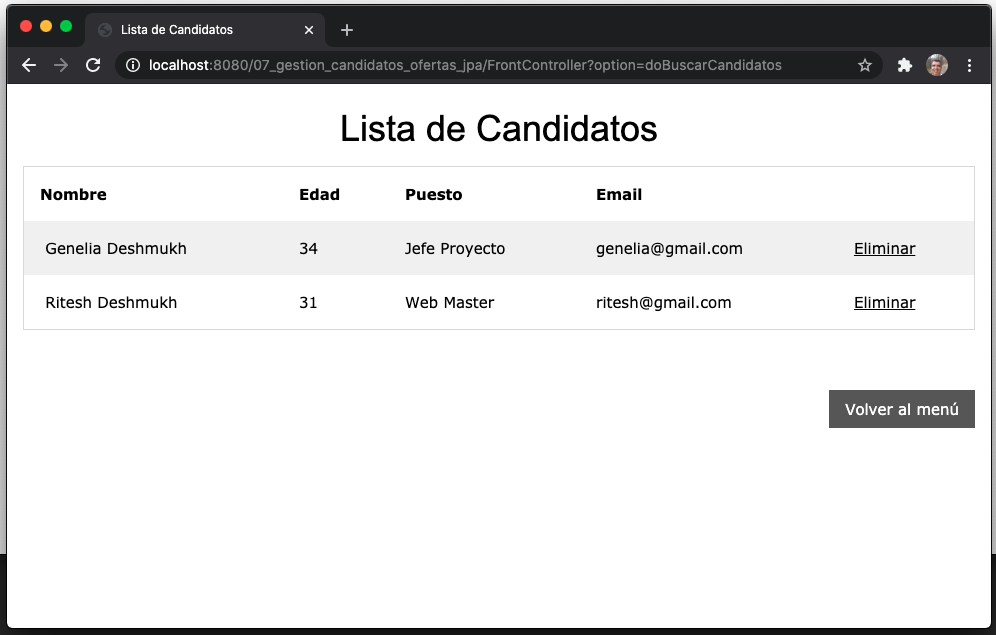 Lista de Candidatos
localhost:8080/07_gestion_candidatos_ofertas_jpa/FrontController?option=doBuscarCandidatos
Lista de Candidatos
Nombre Edad Puesto Email
Genelia Deshmukh 34 Jefe Proyecto genelia@gmail.com Eliminar
Ritesh Deshmukh 31 Web Master ritesh@gmail.com Eliminar
Volver al menú